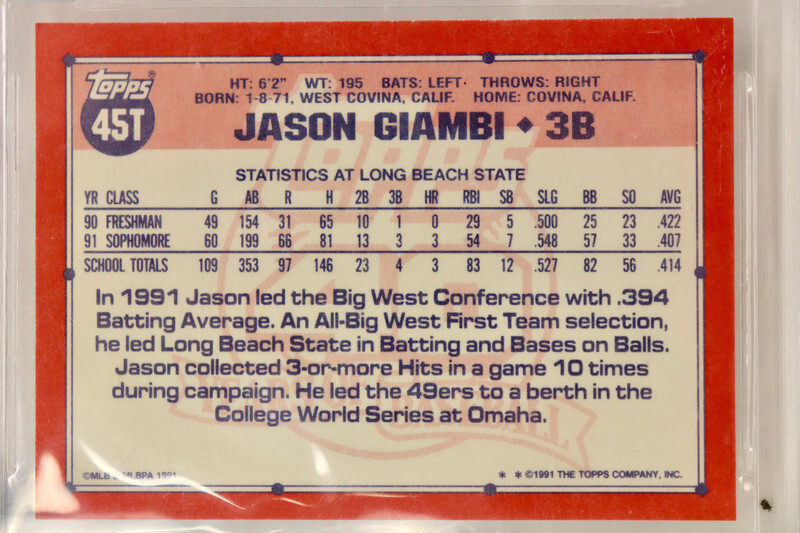 Topps®
45T
HT: 6'2" WT: 195 BATS: LEFT· THROWS: RIGHT
BORN: 1-8-71, WEST COVINA, CALIF. HOME: COVINA, CALIF.
JASON GIAMBI ◆ 3B
STATISTICS AT LONG BEACH STATE
YR CLASS G AB R H 2B 3B HR RBI SB SLG BB SO AVG
90 FRESHMAN 49 154 31 65 10 1 0 29 5 .500 25 23 .422
91 SOPHOMORE 60 199 66 81 13 3 3 54 7 .548 57 33 .407
SCHOOL TOTALS 109 353 97 146 23 4 3 83 12 .527 82 56 .414
In 1991 Jason led the Big West Conference with .394
Batting Average. An All-Big West First Team selection,
he led Long Beach State in Batting and Bases on Balls.
Jason collected 3-or-more Hits in a game 10 times
during campaign. He led the 49ers to a berth in the
College World Series at Omaha.
©MLB & MLBPA 1991
* * ©1991 THE TOPPS COMPANY, INC.